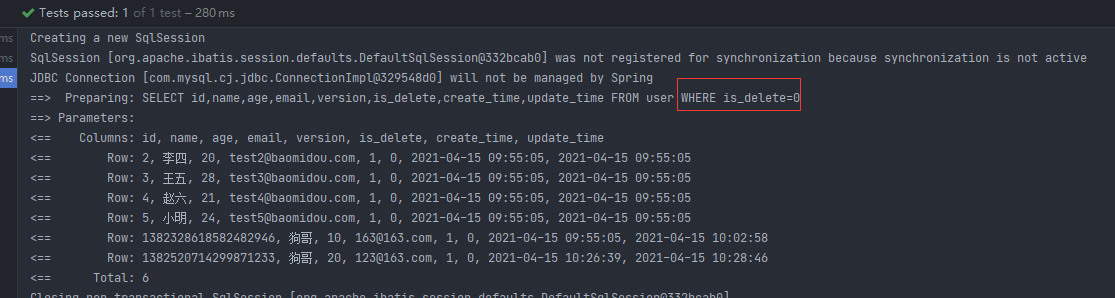 Tests passed: 1 of 1 test – 280 ms
ms Creating a new SqlSession
ms SqlSession [org.apache.ibatis.session.defaults.DefaultSqlSession@332bcab0] was not registered for synchronization because synchronization is not active
ms JDBC Connection [com.mysql.cj.jdbc.ConnectionImpl@329548d0] will not be managed by Spring
==>  Preparing: SELECT id,name,age,email,version,is_delete,create_time,update_time FROM user WHERE is_delete=0
==> Parameters:
<==    Columns: id, name, age, email, version, is_delete, create_time, update_time
<==        Row: 2, 李四, 20, test2@baomidou.com, 1, 0, 2021-04-15 09:55:05, 2021-04-15 09:55:05
<==        Row: 3, 王五, 28, test3@baomidou.com, 1, 0, 2021-04-15 09:55:05, 2021-04-15 09:55:05
<==        Row: 4, 赵六, 21, test4@baomidou.com, 1, 0, 2021-04-15 09:55:05, 2021-04-15 09:55:05
<==        Row: 5, 小明, 24, test5@baomidou.com, 1, 0, 2021-04-15 09:55:05, 2021-04-15 09:55:05
<==        Row: 1382328618582482946, 狗哥, 10, 163@163.com, 1, 0, 2021-04-15 09:55:05, 2021-04-15 10:02:58
<==        Row: 1382520714299871233, 狗哥, 20, 123@163.com, 1, 0, 2021-04-15 10:26:39, 2021-04-15 10:28:46
<==      Total: 6
Closing non transactional SqlSession [org.apache.ibatis.session.defaults.DefaultSqlSession@332bcab0]